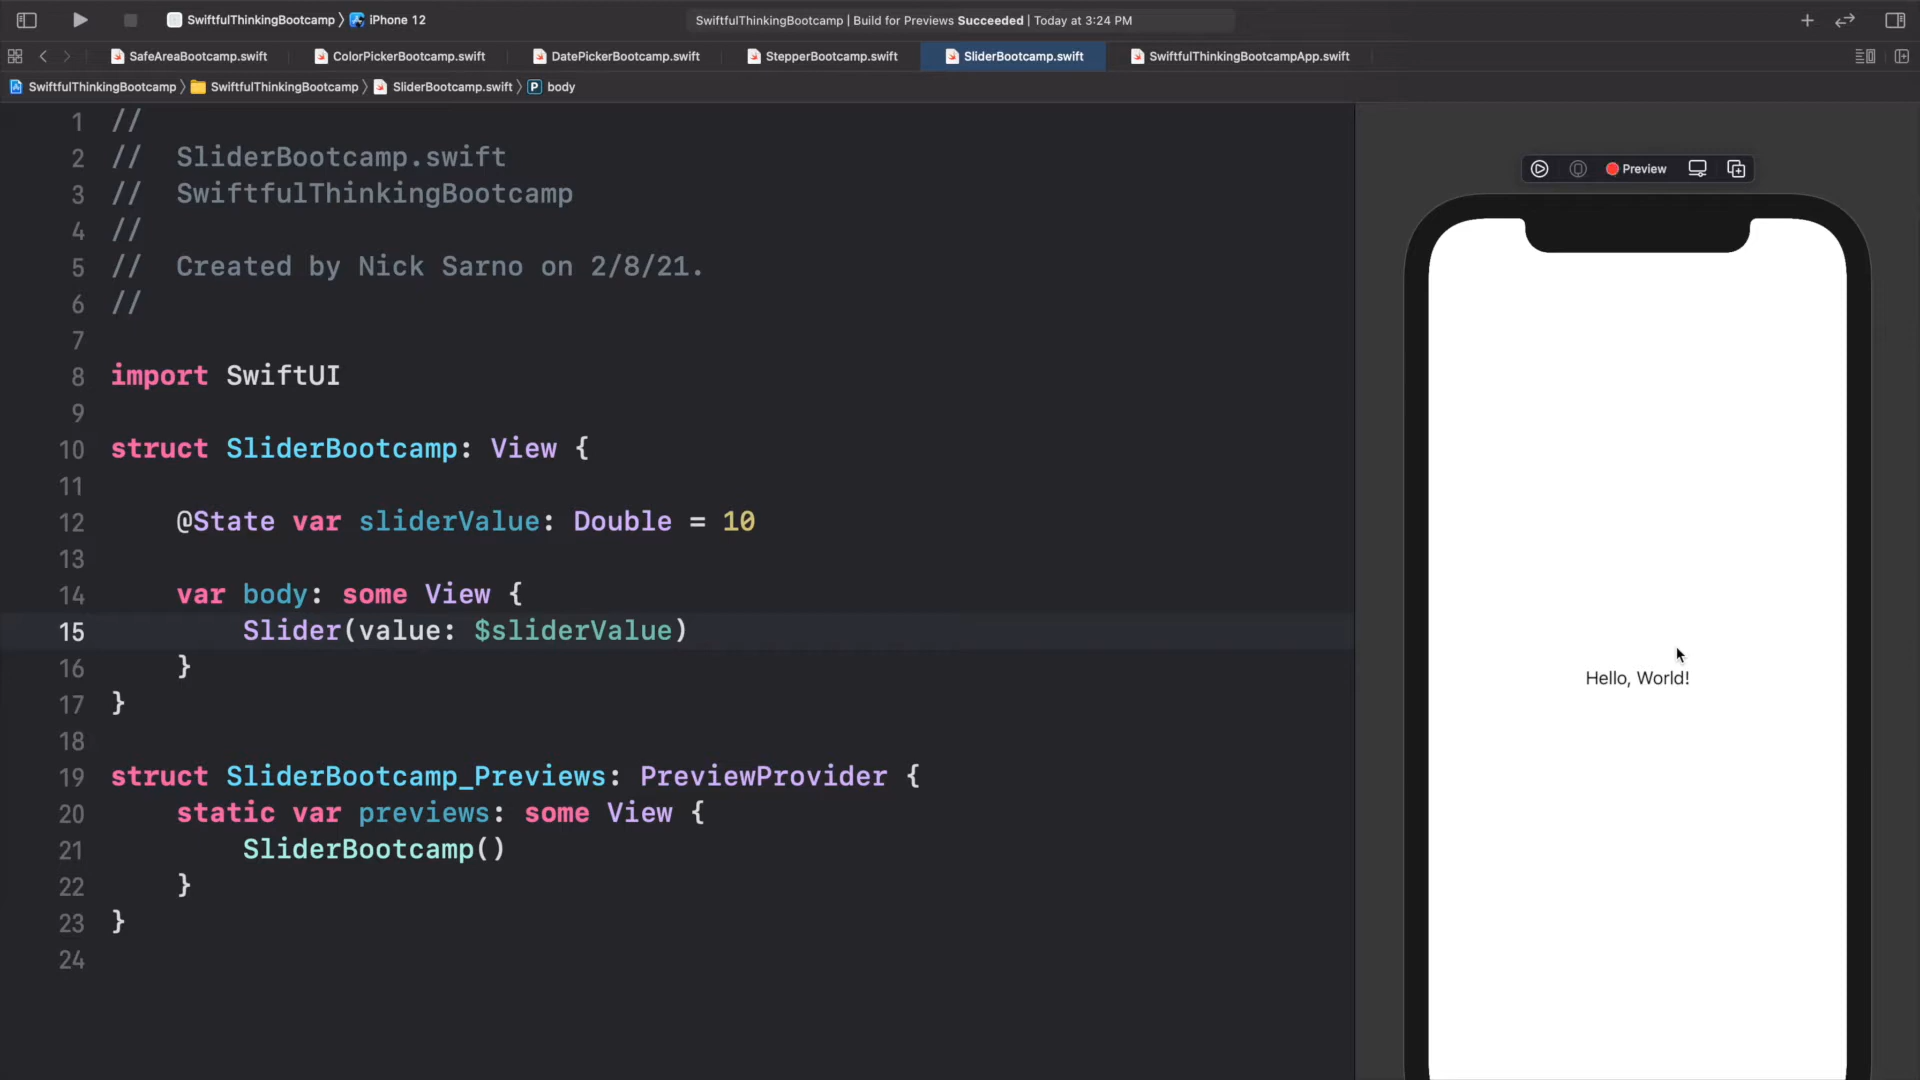 SwiftfulThinkingBootcamp 〉 iPhone 12
SwiftfulThinkingBootcamp | Build for Previews Succeeded | Today at 3:24 PM
SafeAreaBootcamp.swift
ColorPickerBootcamp.swift
DatePickerBootcamp.swift
StepperBootcamp.swift
SliderBootcamp.swift
SwiftfulThinkingBootcampApp.swift
SwiftfulThinkingBootcamp 〉 SwiftfulThinkingBootcamp 〉 SliderBootcamp.swift 〉 P body
1 //
2 //  SliderBootcamp.swift
3 //  SwiftfulThinkingBootcamp
4 //
5 //  Created by Nick Sarno on 2/8/21.
6 //
7
8 import SwiftUI
9
10 struct SliderBootcamp: View {
11
12     @State var sliderValue: Double = 10
13
14     var body: some View {
15         Slider(value: $sliderValue)
16     }
17 }
18
19 struct SliderBootcamp_Previews: PreviewProvider {
20     static var previews: some View {
21         SliderBootcamp()
22     }
23 }
24
Preview
Hello, World!